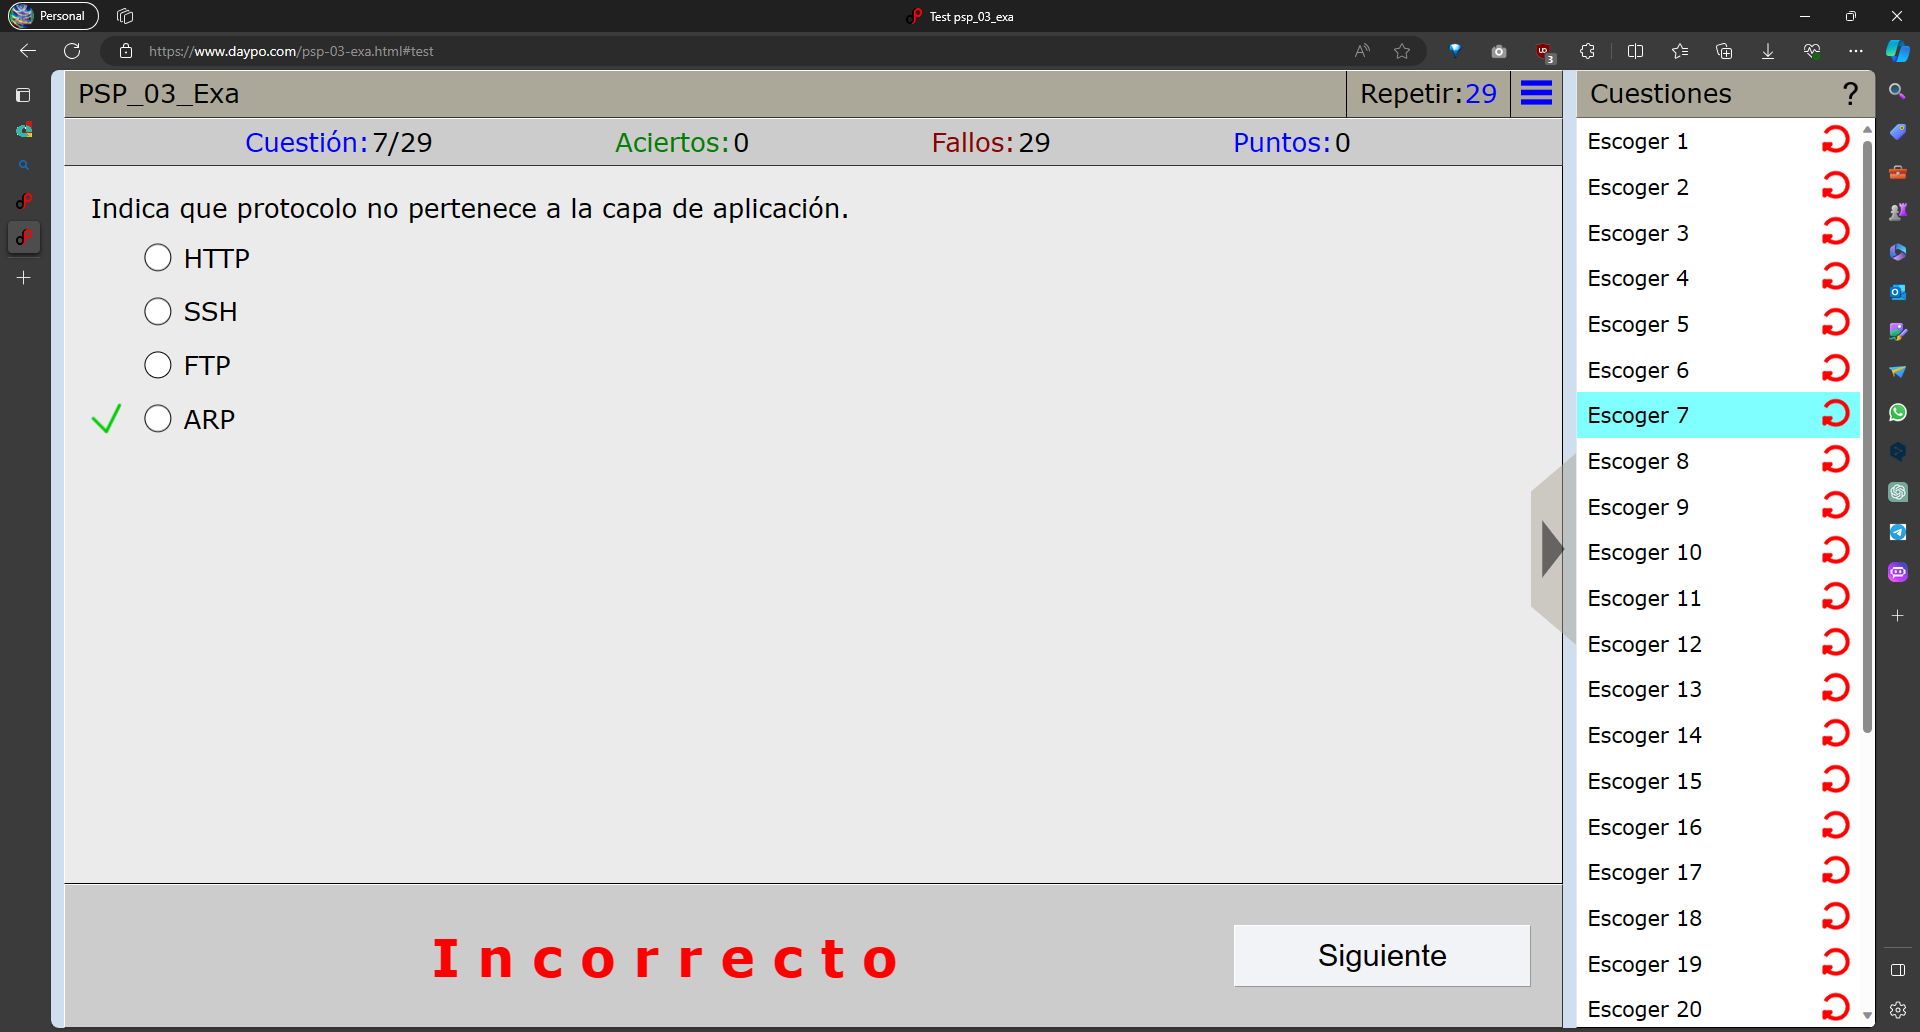 Personal
Test psp_03_exa
https://www.daypo.com/psp-03-exa.html#test
3
PSP_03_Exa
Repetir:29
Cuestión:7/29
Aciertos:0
Fallos:29
Puntos:0
Indica que protocolo no pertenece a la capa de aplicación.
HTTP
SSH
FTP
ARP
Incorrecto
Siguiente
Cuestiones
?
Escoger 1
Escoger 2
Escoger 3
Escoger 4
Escoger 5
Escoger 6
Escoger 7
Escoger 8
Escoger 9
Escoger 10
Escoger 11
Escoger 12
Escoger 13
Escoger 14
Escoger 15
Escoger 16
Escoger 17
Escoger 18
Escoger 19
Escoger 20